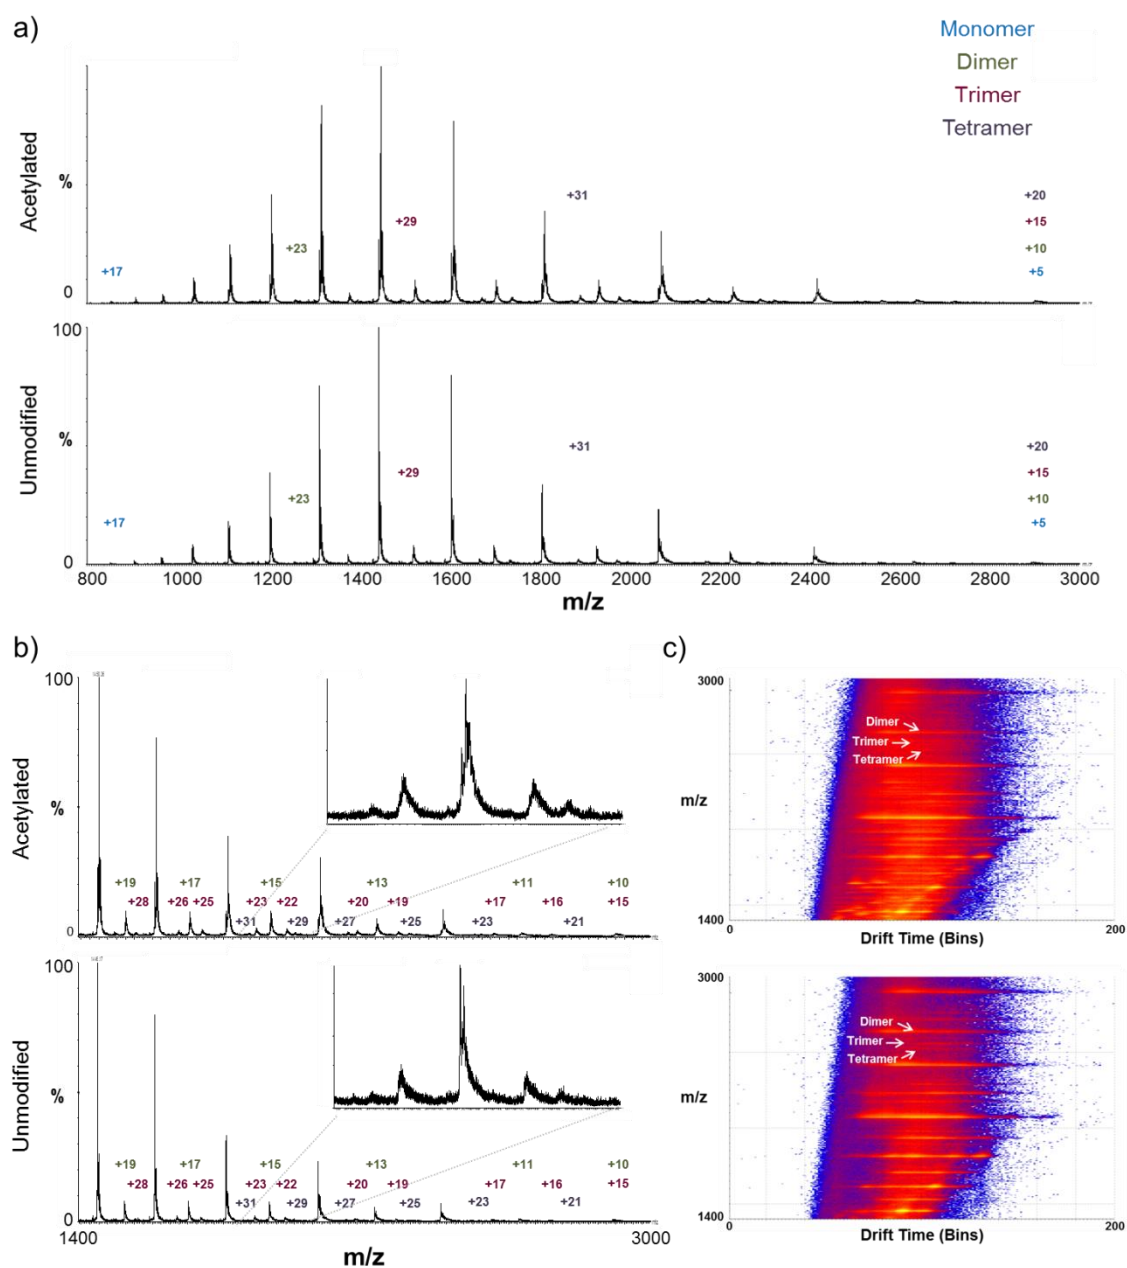 a)
Monomer
Dimer
Trimer
Tetramer
Acetylated
%
0
+17
+23
+29
+31
+20
+15
+10
+5
Unmodified
100
%
0
+17
+23
+29
+31
+20
+15
+10
+5
800 1000 1200 1400 1600 1800 2000 2200 2400 2600 2800 3000
m/z
b)
Acetylated
100
%
0
+19 +17 +15 +13 +11 +10
+28 +26 +25 +23 +22 +20 +19 +17 +16 +15
+31 +29 +27 +25 +23 +21
Unmodified
100
%
0
+19 +17 +15 +13 +11 +10
+28 +26 +25 +23 +22 +20 +19 +17 +16 +15
+31 +29 +27 +25 +23 +21
1400 3000
m/z
c)
3000
Dimer
Trimer
Tetramer
m/z
1400
0 200
Drift Time (Bins)
3000
Dimer
Trimer
Tetramer
m/z
1400
0 200
Drift Time (Bins)